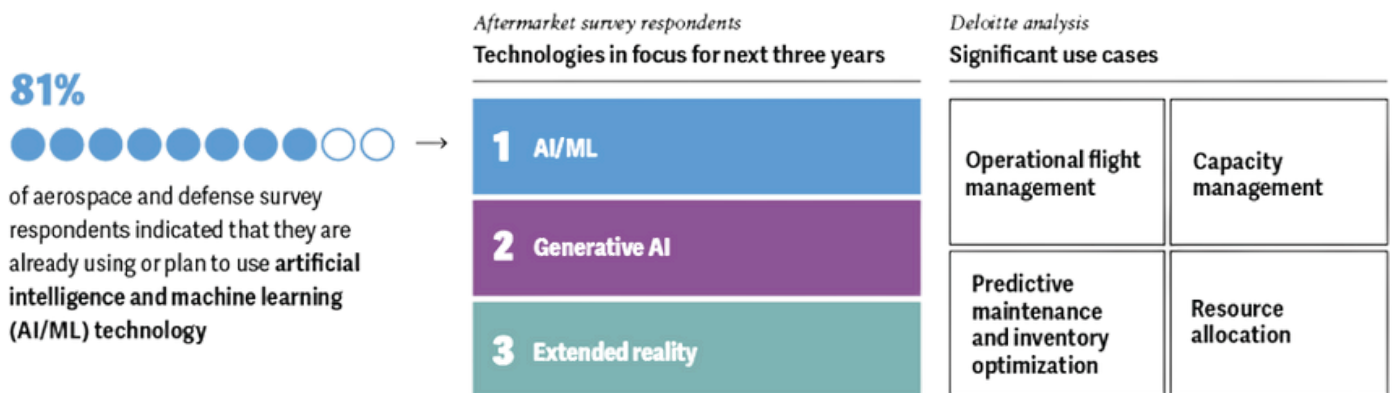 81%
of aerospace and defense survey
respondents indicated that they are
already using or plan to use artificial
intelligence and machine learning
(AI/ML) technology
Aftermarket survey respondents
Technologies in focus for next three years
1 AI/ML
2 Generative AI
3 Extended reality
Deloitte analysis
Significant use cases
Operational flight
management
Capacity
management
Predictive
maintenance
and inventory
optimization
Resource
allocation